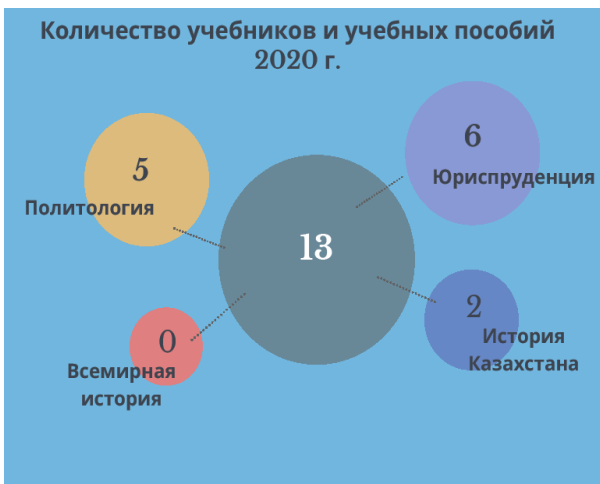 Количество учебников и учебных пособий
2020 г.
5
Политология
6
Юриспруденция
13
0
Всемирная
история
2
История
Казахстана